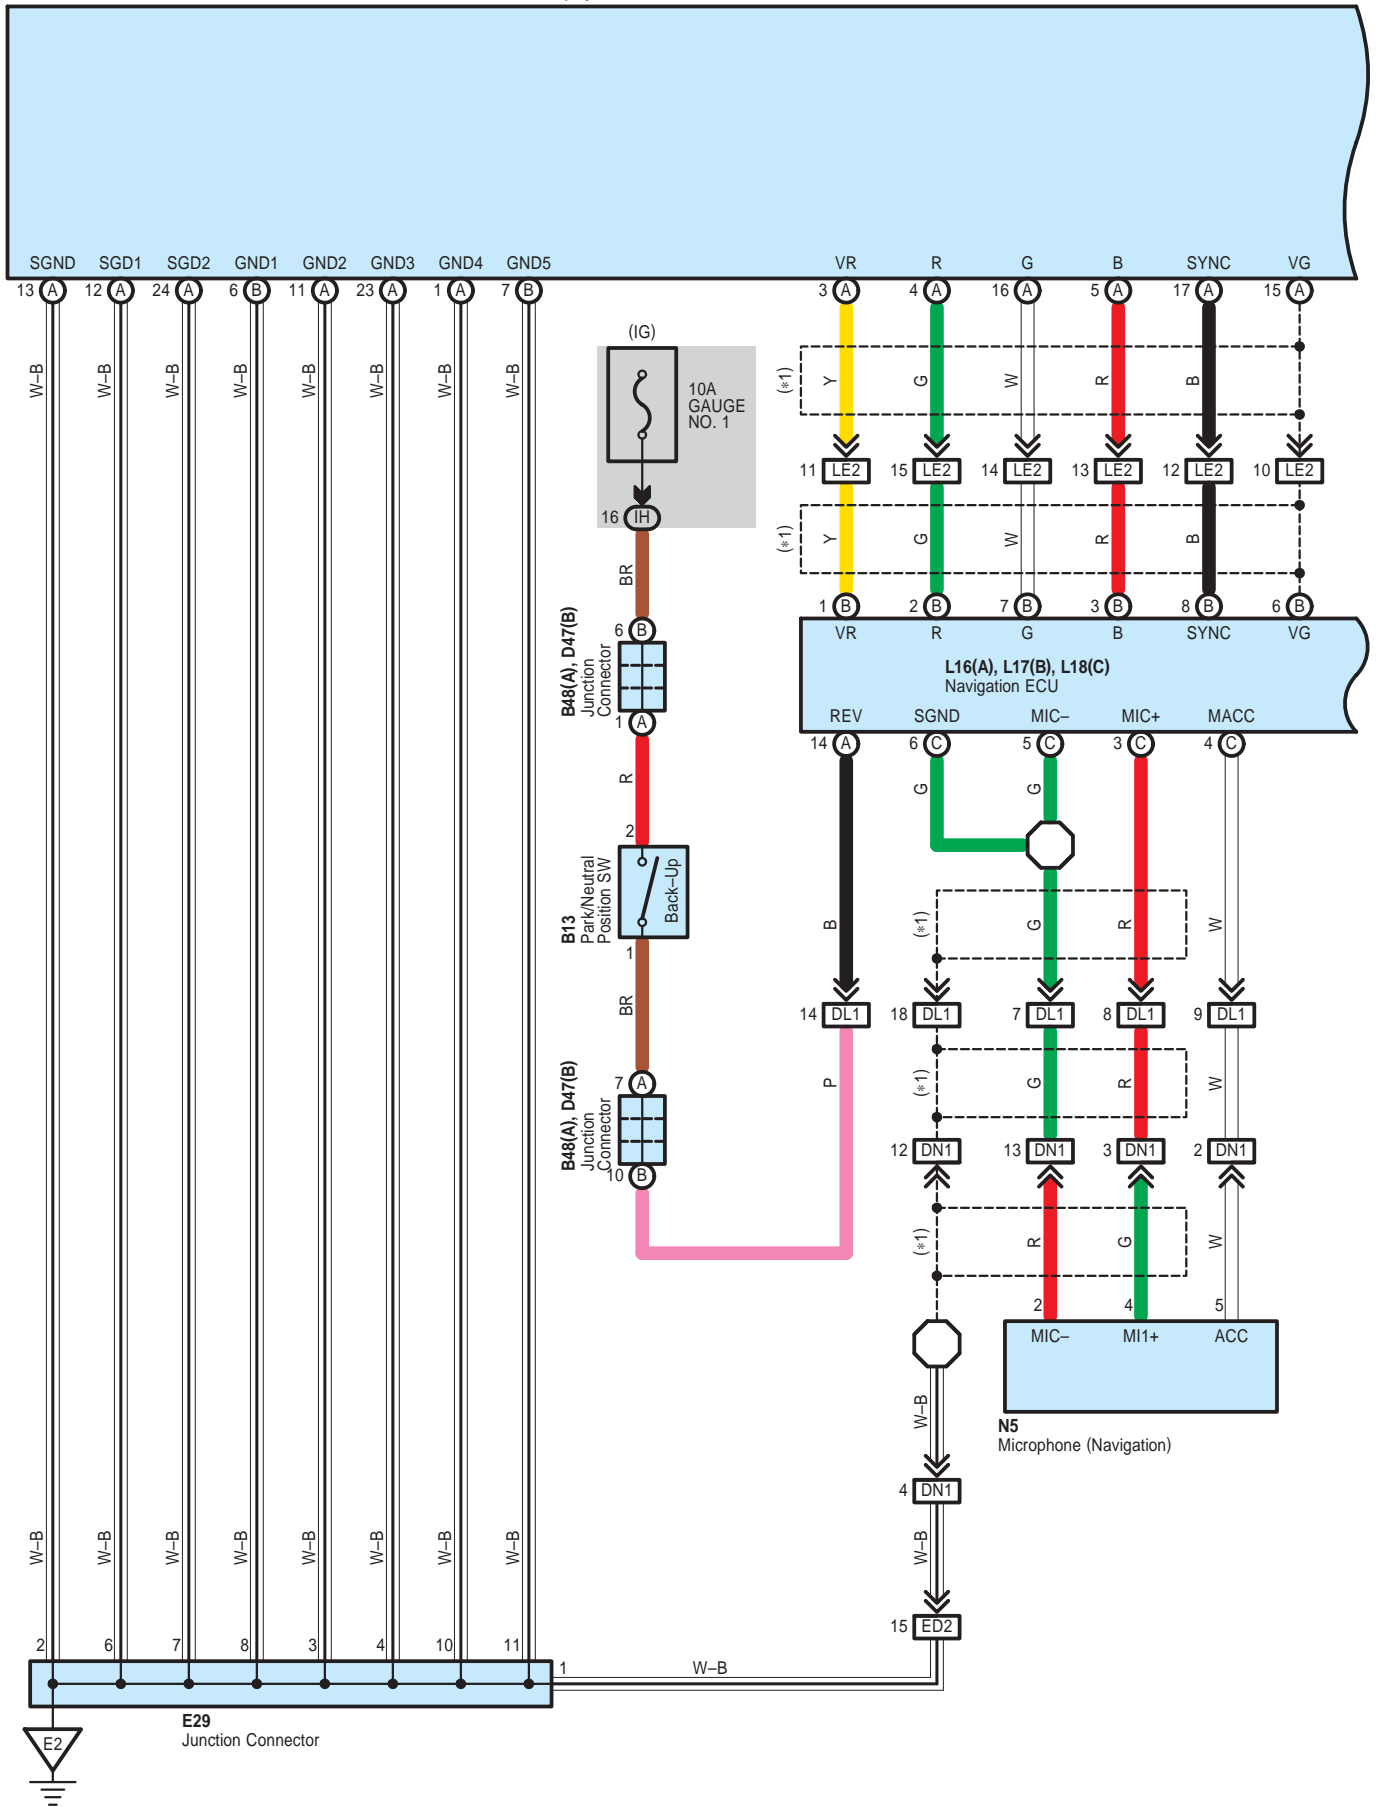 SGND SGD1 SGD2 GND1 GND2 GND3 GND4 GND5 VR R G B SYNC VG
13 A 12 A 24 A 6 B 11 A 23 A 1 A 7 B 3 A 4 A 16 A 5 A 17 A 15 A
(IG)
W–B W–B W–B W–B W–B W–B W–B W–B
10A
GAUGE
NO. 1
(*1) Y G W R B
11 LE2 15 LE2 14 LE2 13 LE2 12 LE2 10 LE2
16 IH
(*1) Y G W R B
BR
1 B 2 B 7 B 3 B 8 B 6 B
VR R G B SYNC VG
6 B
B48(A), D47(B)
Junction
Connector
1 A
L16(A), L17(B), L18(C)
Navigation ECU
REV SGND MIC– MIC+ MACC
14 A 6 C 5 C 3 C 4 C
R
G G
2
B13
Park/Neutral
Position SW
Back–Up
1
B (*1) G R W
BR
14 DL1 18 DL1 7 DL1 8 DL1 9 DL1
7 A
B48(A), D47(B)
Junction
Connector
10 B
P (*1) G R W
12 DN1 13 DN1 3 DN1 2 DN1
(*1) R G W
2 4 5
MIC– MI1+ ACC
N5
Microphone (Navigation)
W–B
4 DN1
W–B W–B W–B W–B W–B W–B W–B W–B W–B
15 ED2
2 6 7 8 3 4 10 11
1 W–B
E29
Junction Connector
E2